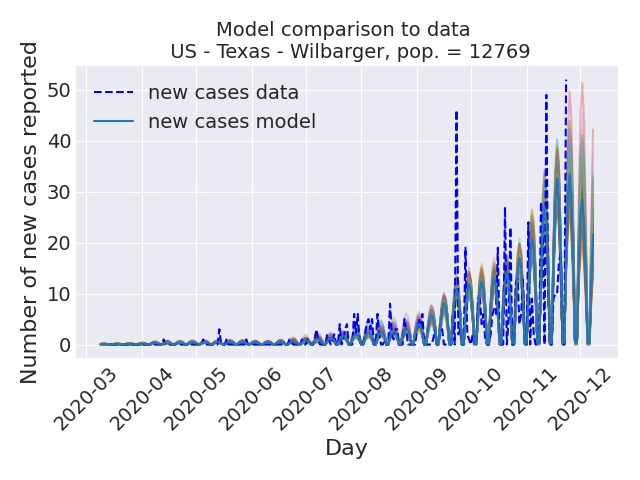 Model comparison to data
US - Texas - Wilbarger, pop. = 12769
new cases data
new cases model
Number of new cases reported
50
40
30
20
10
0
2020-03
2020-04
2020-05
2020-06
2020-07
2020-08
2020-09
2020-10
2020-11
2020-12
Day